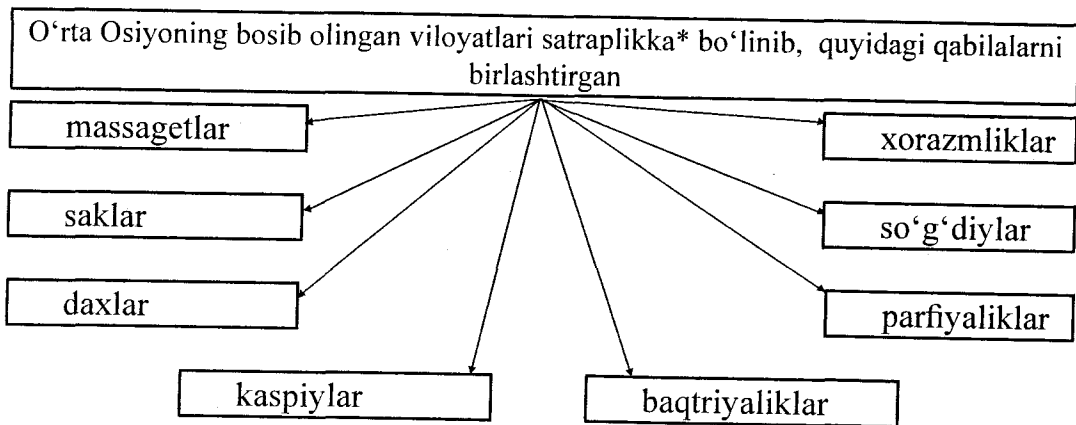 O‘rta Osiyoning bosib olingan viloyatlari satraplikka* bo‘linib, quyidagi qabilalarni
birlashtirgan
massagetlar
xorazmliklar
saklar
so‘g‘diylar
daxlar
parfiyaliklar
kaspiylar
baqtriyaliklar